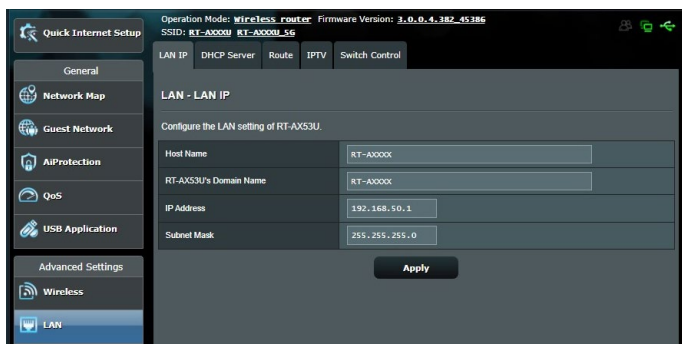 Quick Internet Setup
General
Network Map
Guest Network
AiProtection
QoS
USB Application
Advanced Settings
Wireless
LAN
Operation Mode: Wireless router Firmware Version: 3.0.0.4.382_45386
SSID: RT-AXXXU RT-AXXXU_5G
LAN IP DHCP Server Route IPTV Switch Control
LAN - LAN IP
Configure the LAN setting of RT-AX53U.
Host Name RT-AXXXX
RT-AX53U's Domain Name RT-AXXXX
IP Address 192.168.50.1
Subnet Mask 255.255.255.0
Apply